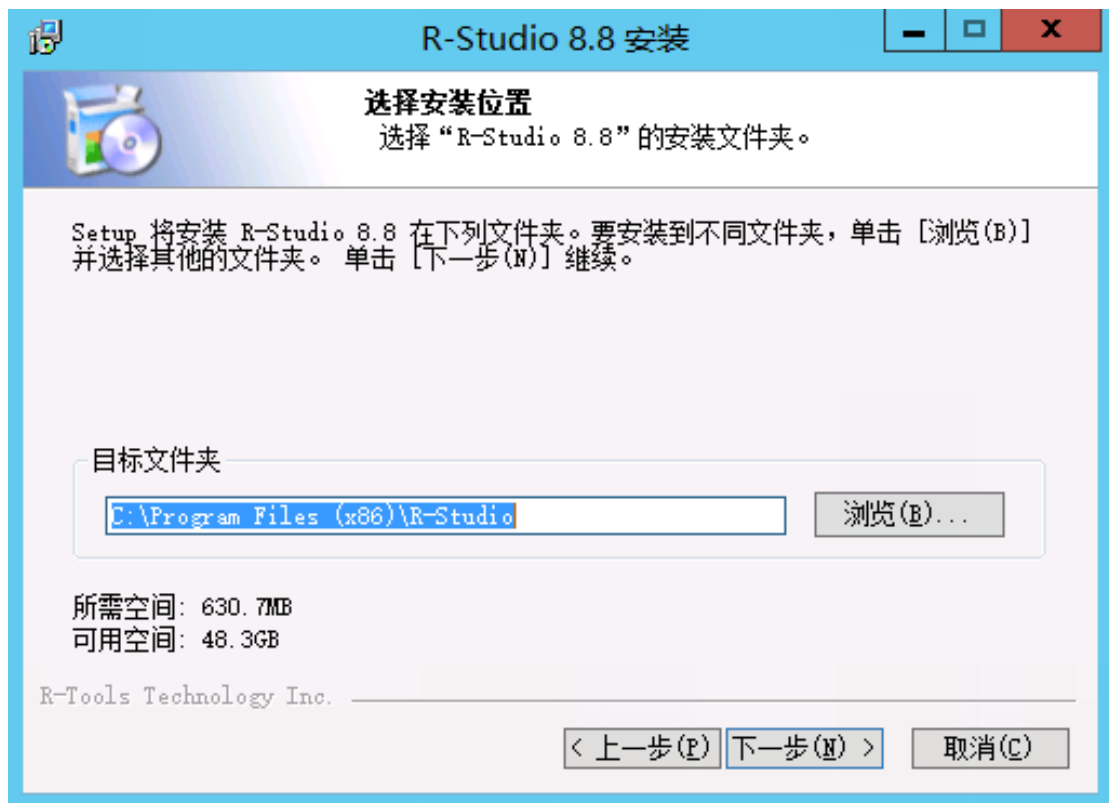 R-Studio 8.8 安装
选择安装位置
选择“R-Studio 8.8”的安装文件夹。
Setup 将安装 R-Studio 8.8 在下列文件夹。要安装到不同文件夹，单击 [浏览(B)]
并选择其他的文件夹。 单击 [下一步(N)] 继续。
目标文件夹
C:\Program Files (x86)\R-Studio
浏览(B)...
所需空间: 630.7MB
可用空间: 48.3GB
R-Tools Technology Inc.
< 上一步(P) 下一步(N) > 取消(C)